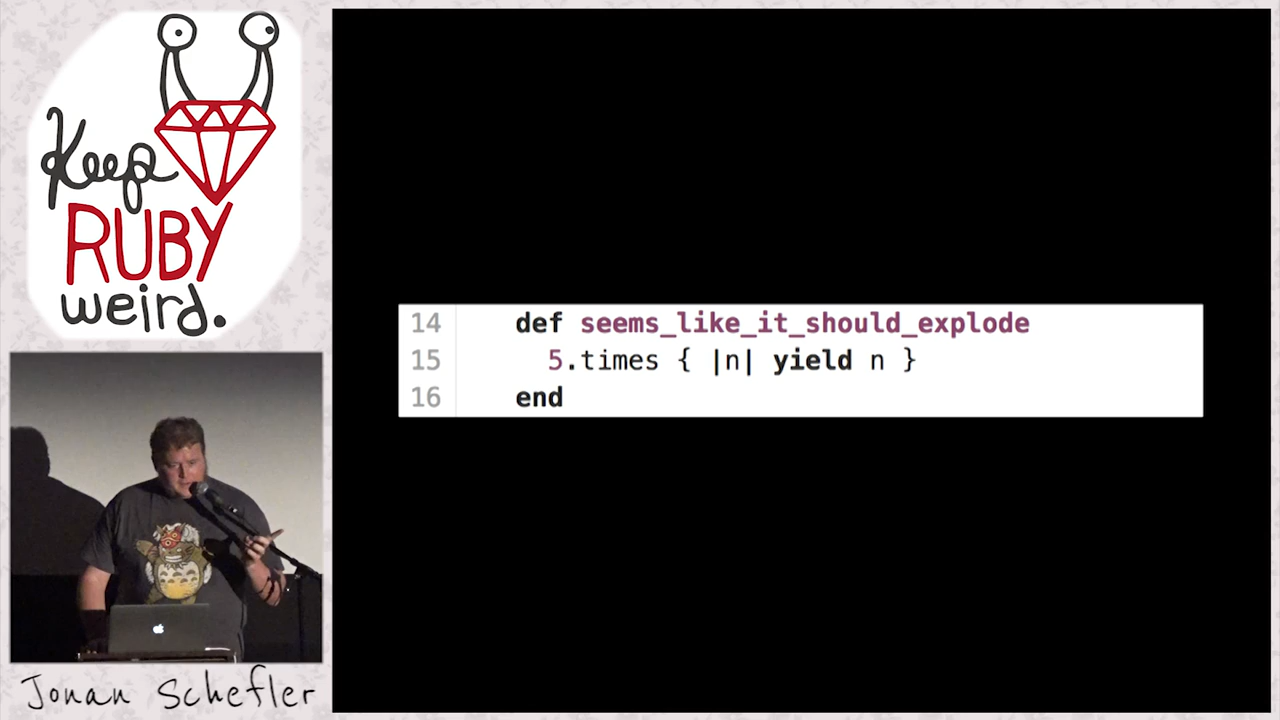 Keep
RUBY
weird.
14 def seems_like_it_should_explode
15 5.times { |n| yield n }
16 end
Jonan Schefler